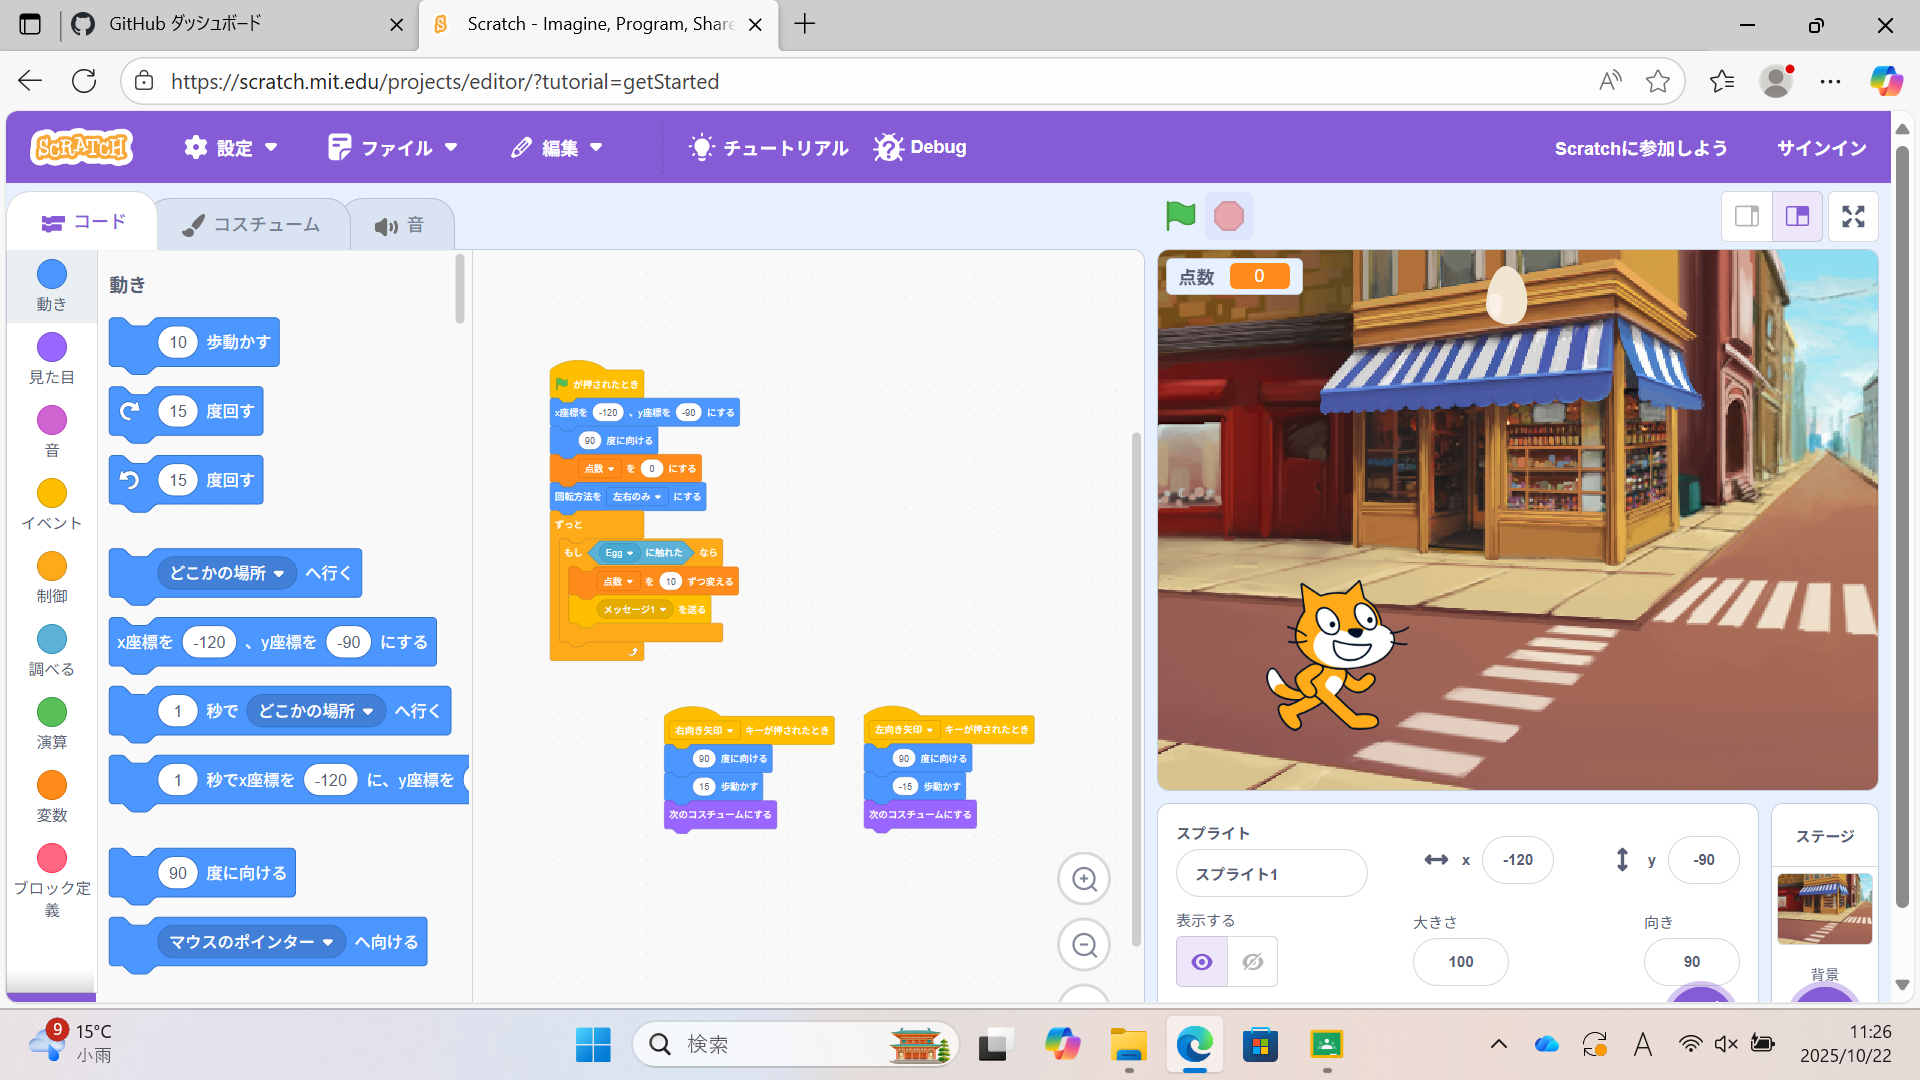 GitHub ダッシュボード
Scratch - Imagine, Program, Share
https://scratch.mit.edu/projects/editor/?tutorial=getStarted
SCRATCH
設定
ファイル
編集
チュートリアル
Debug
Scratchに参加しよう
サインイン
コード
コスチューム
音
動き
見た目
音
イベント
制御
調べる
演算
変数
ブロック定
義
動き
10 歩動かす
15 度回す
15 度回す
どこかの場所 へ行く
x座標を -120 、y座標を -90 にする
1 秒で どこかの場所 へ行く
1 秒でx座標を -120 に、y座標を
90 度に向ける
マウスのポインター へ向ける
が押されたとき
x座標を -120 、y座標を -90 にする
90 度に向ける
点数 を 0 にする
回転方法を 左右のみ にする
ずっと
もし Egg に触れた なら
点数 を 10 ずつ変える
メッセージ1 を送る
右向き矢印 キーが押されたとき
90 度に向ける
15 歩動かす
次のコスチュームにする
左向き矢印 キーが押されたとき
90 度に向ける
-15 歩動かす
次のコスチュームにする
点数 0
スプライト
スプライト1
x -120
y -90
表示する
大きさ
100
向き
90
ステージ
背景
9
15°C
小雨
検索
A
11:26
2025/10/22